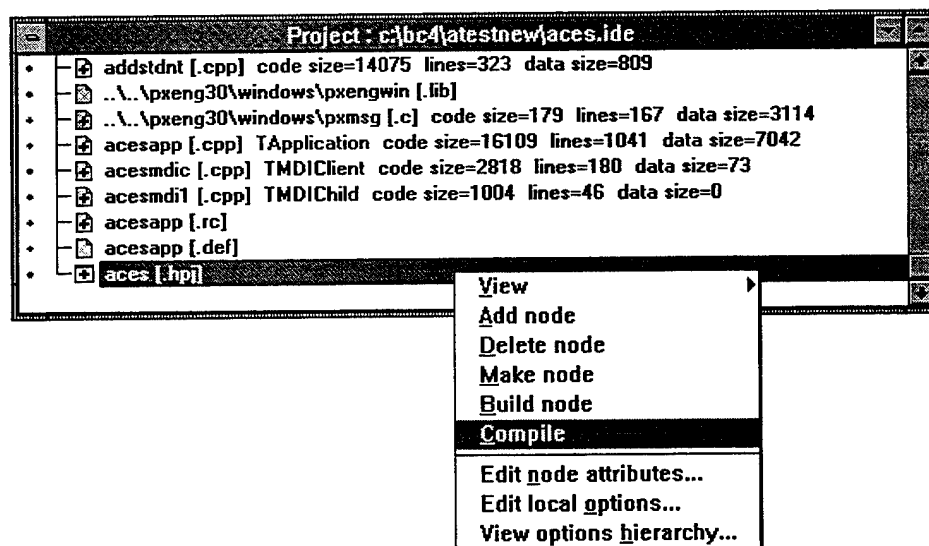 Project : c:\bc4\atestnew\aces.ide
addstdnt [.cpp] code size=14075 lines=323 data size=809
..\..\pxeng30\windows\pxengwin [.lib]
..\..\pxeng30\windows\pxmsg [.c] code size=179 lines=167 data size=3114
acesapp [.cpp] TApplication code size=16109 lines=1041 data size=7042
acesmdic [.cpp] TMDIClient code size=2818 lines=180 data size=73
acesmdi1 [.cpp] TMDIChild code size=1004 lines=46 data size=0
acesapp [.rc]
acesapp [.def]
aces [.hpj]
View
Add node
Delete node
Make node
Build node
Compile
Edit node attributes...
Edit local options...
View options hierarchy...